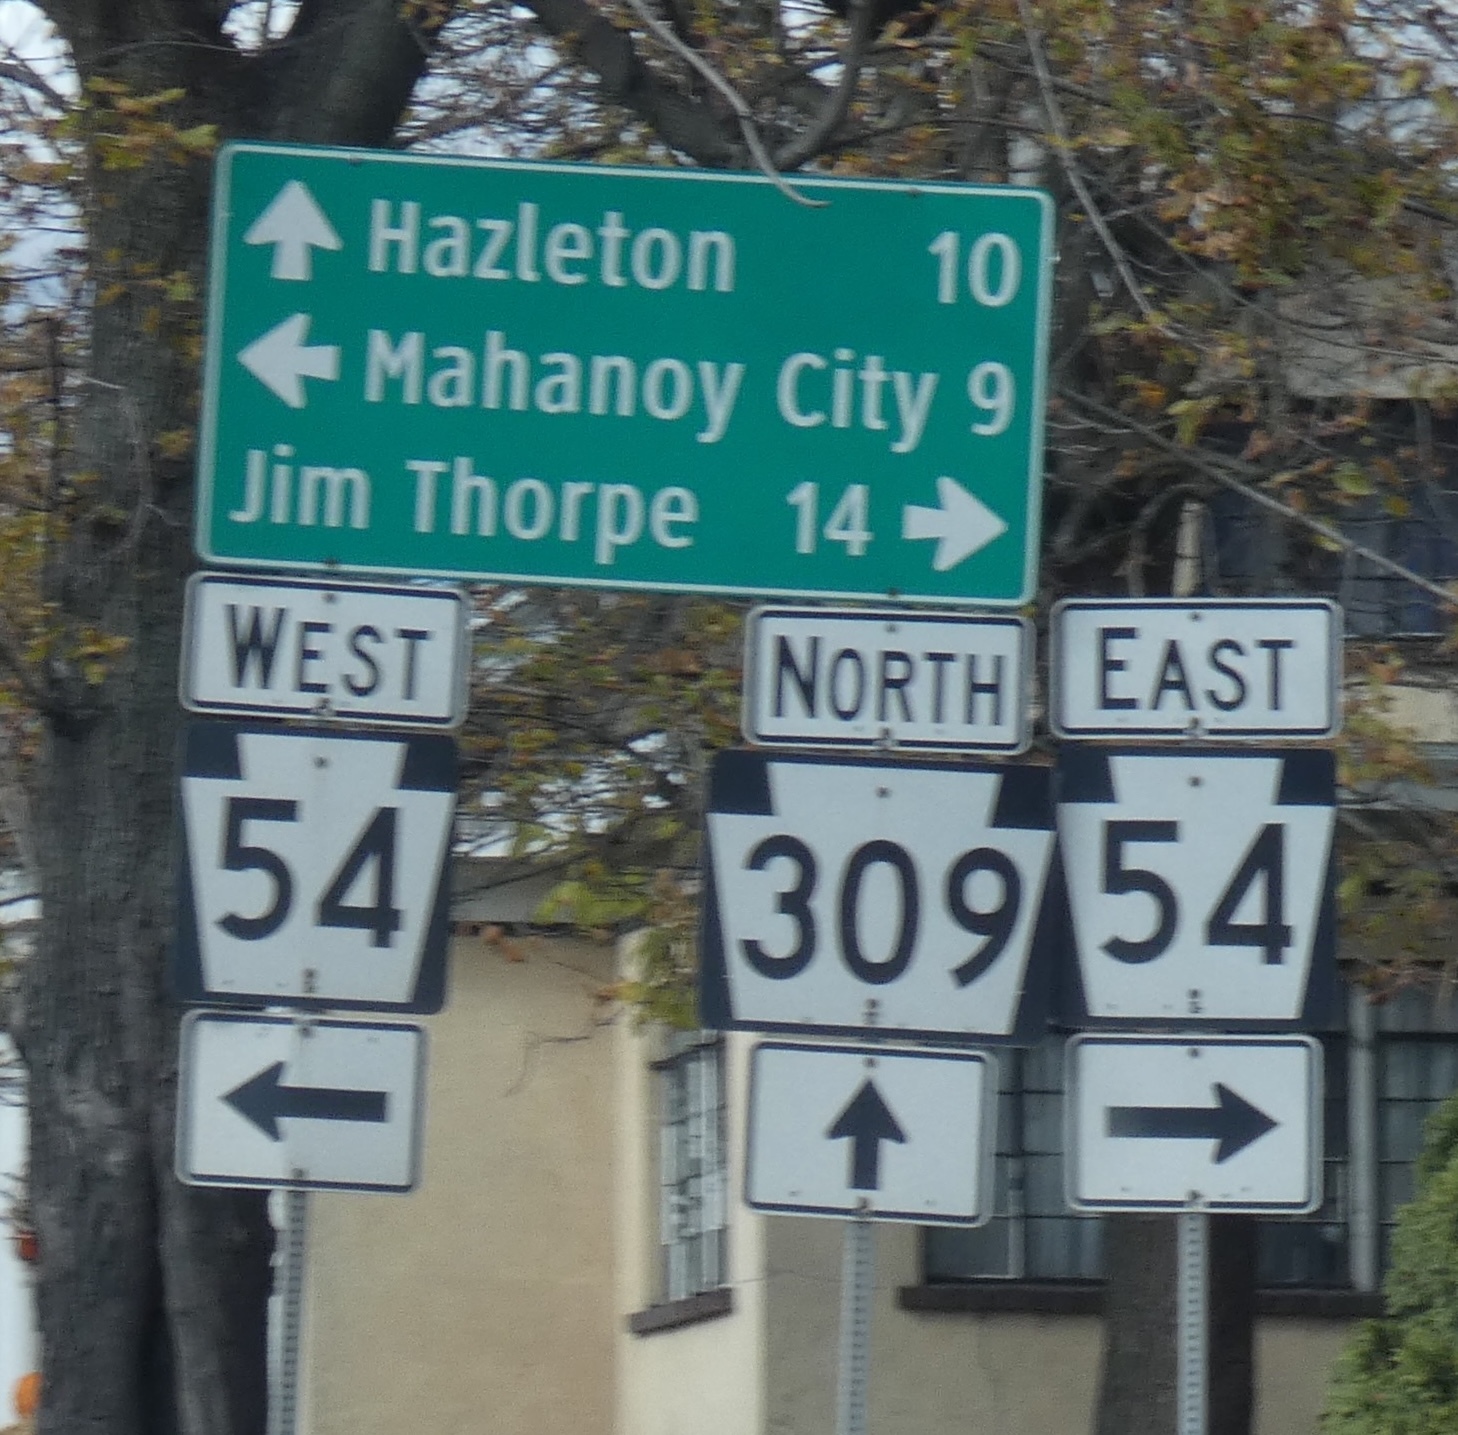 Hazleton 10
Mahanoy City 9
Jim Thorpe 14
WEST
54
NORTH
309
EAST
54